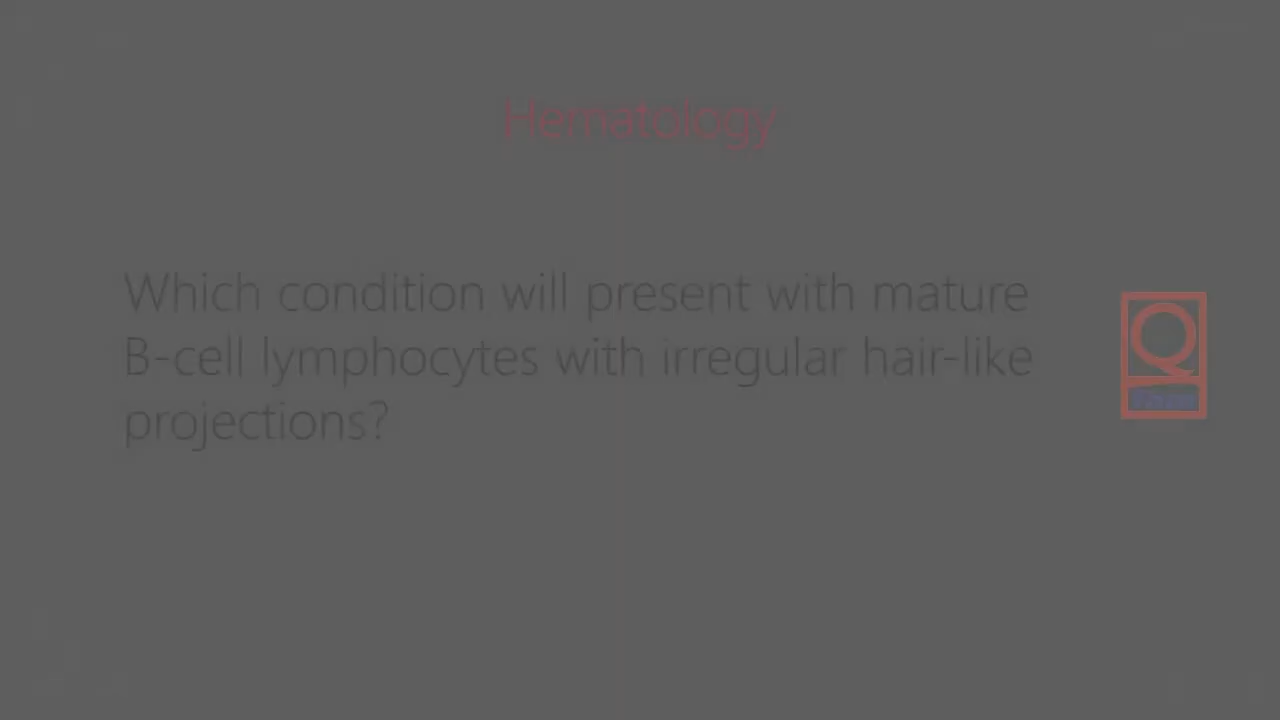 Hematology
Which condition will present with mature
B-cell lymphocytes with irregular hair-like
projections?
Q